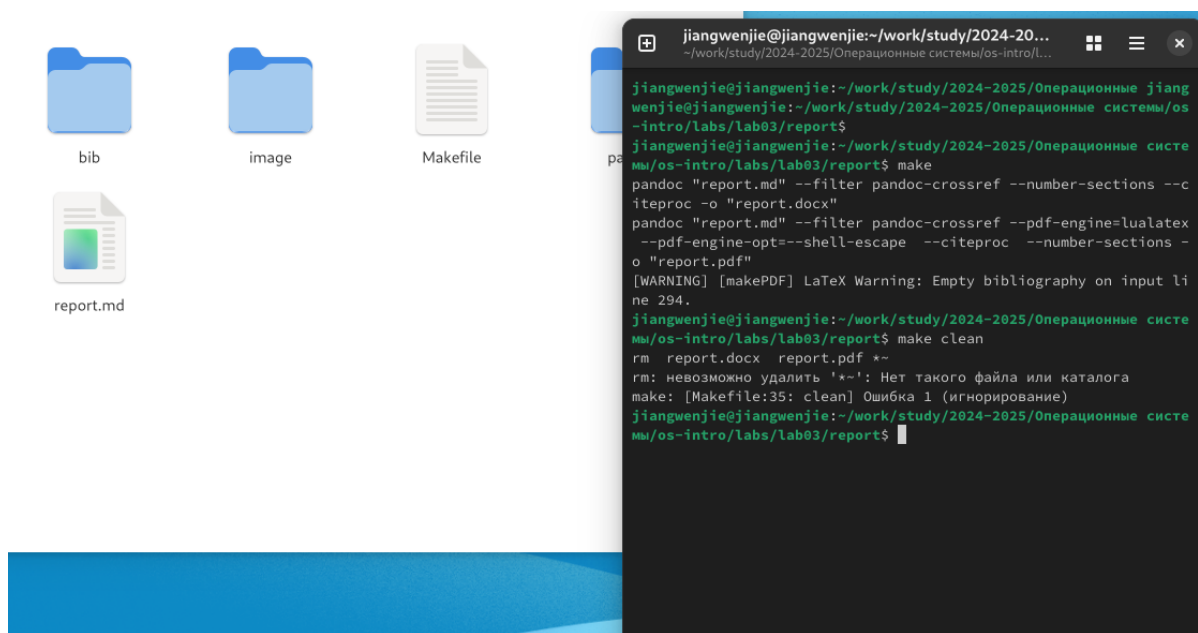 bib
image
Makefile
pa
report.md
jiangwenjie@jiangwenjie:~/work/study/2024-20...
~/work/study/2024-2025/Операционные системы/os-intro/l...
jiangwenjie@jiangwenjie:~/work/study/2024-2025/Операционные jiang
wenjie@jiangwenjie:~/work/study/2024-2025/Операционные системы/os
-intro/labs/lab03/report$
jiangwenjie@jiangwenjie:~/work/study/2024-2025/Операционные систе
мы/os-intro/labs/lab03/report$ make
pandoc "report.md" --filter pandoc-crossref --number-sections --c
iteproc -o "report.docx"
pandoc "report.md" --filter pandoc-crossref --pdf-engine=lualatex
 --pdf-engine-opt=--shell-escape  --citeproc  --number-sections -
o "report.pdf"
[WARNING] [makePDF] LaTeX Warning: Empty bibliography on input li
ne 294.
jiangwenjie@jiangwenjie:~/work/study/2024-2025/Операционные систе
мы/os-intro/labs/lab03/report$ make clean
rm  report.docx  report.pdf *~
rm: невозможно удалить '*~': Нет такого файла или каталога
make: [Makefile:35: clean] Ошибка 1 (игнорирование)
jiangwenjie@jiangwenjie:~/work/study/2024-2025/Операционные систе
мы/os-intro/labs/lab03/report$